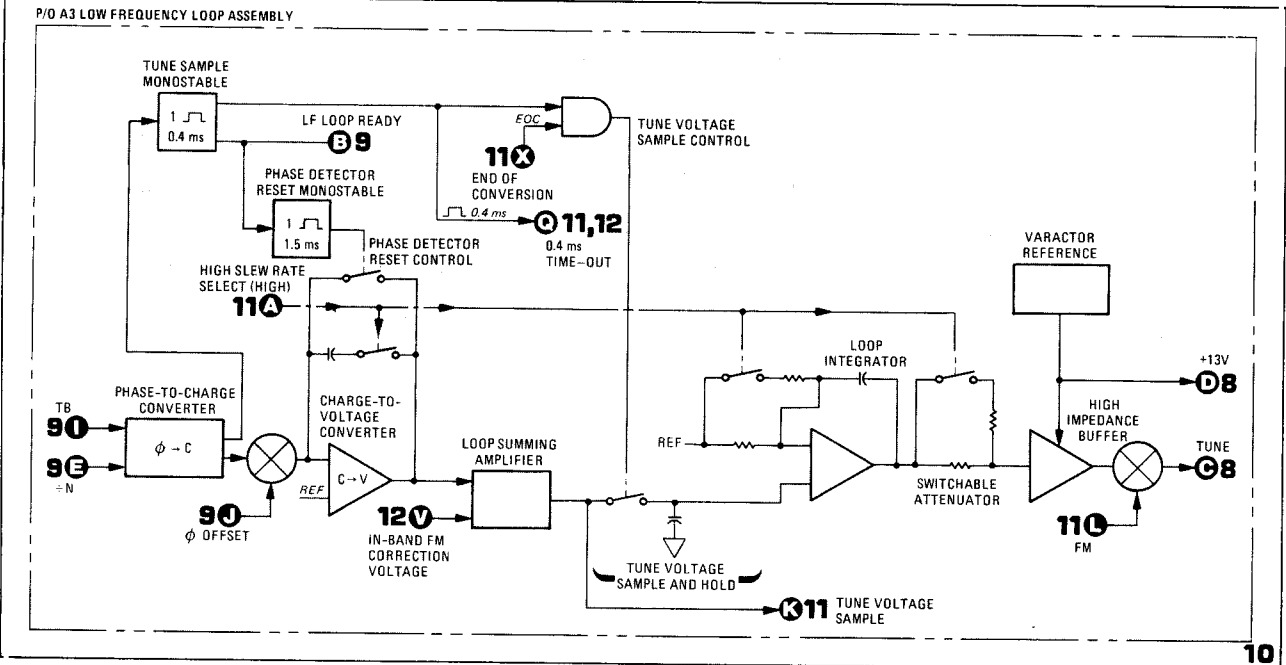 P/O A3 LOW FREQUENCY LOOP ASSEMBLY
TUNE SAMPLE
MONOSTABLE
1
0.4 ms
LF LOOP READY
B 9
EOC
11 X
END OF
CONVERSION
TUNE VOLTAGE
SAMPLE CONTROL
PHASE DETECTOR
RESET MONOSTABLE
1
1.5 ms
0.4 ms
Q 11,12
0.4 ms
TIME-OUT
PHASE DETECTOR
RESET CONTROL
HIGH SLEW RATE
SELECT (HIGH)
11 A
VARACTOR
REFERENCE
LOOP
INTEGRATOR
+13V
D 8
PHASE-TO-CHARGE
CONVERTER
TB
9 I
9 E
÷N
ϕ → C
CHARGE-TO-
VOLTAGE
CONVERTER
REF
C→V
9 J
ϕ OFFSET
LOOP SUMMING
AMPLIFIER
12 V
IN-BAND FM
CORRECTION
VOLTAGE
REF
SWITCHABLE
ATTENUATOR
HIGH
IMPEDANCE
BUFFER
TUNE
C 8
11 L
FM
TUNE VOLTAGE
SAMPLE AND HOLD
K 11
TUNE VOLTAGE
SAMPLE
10